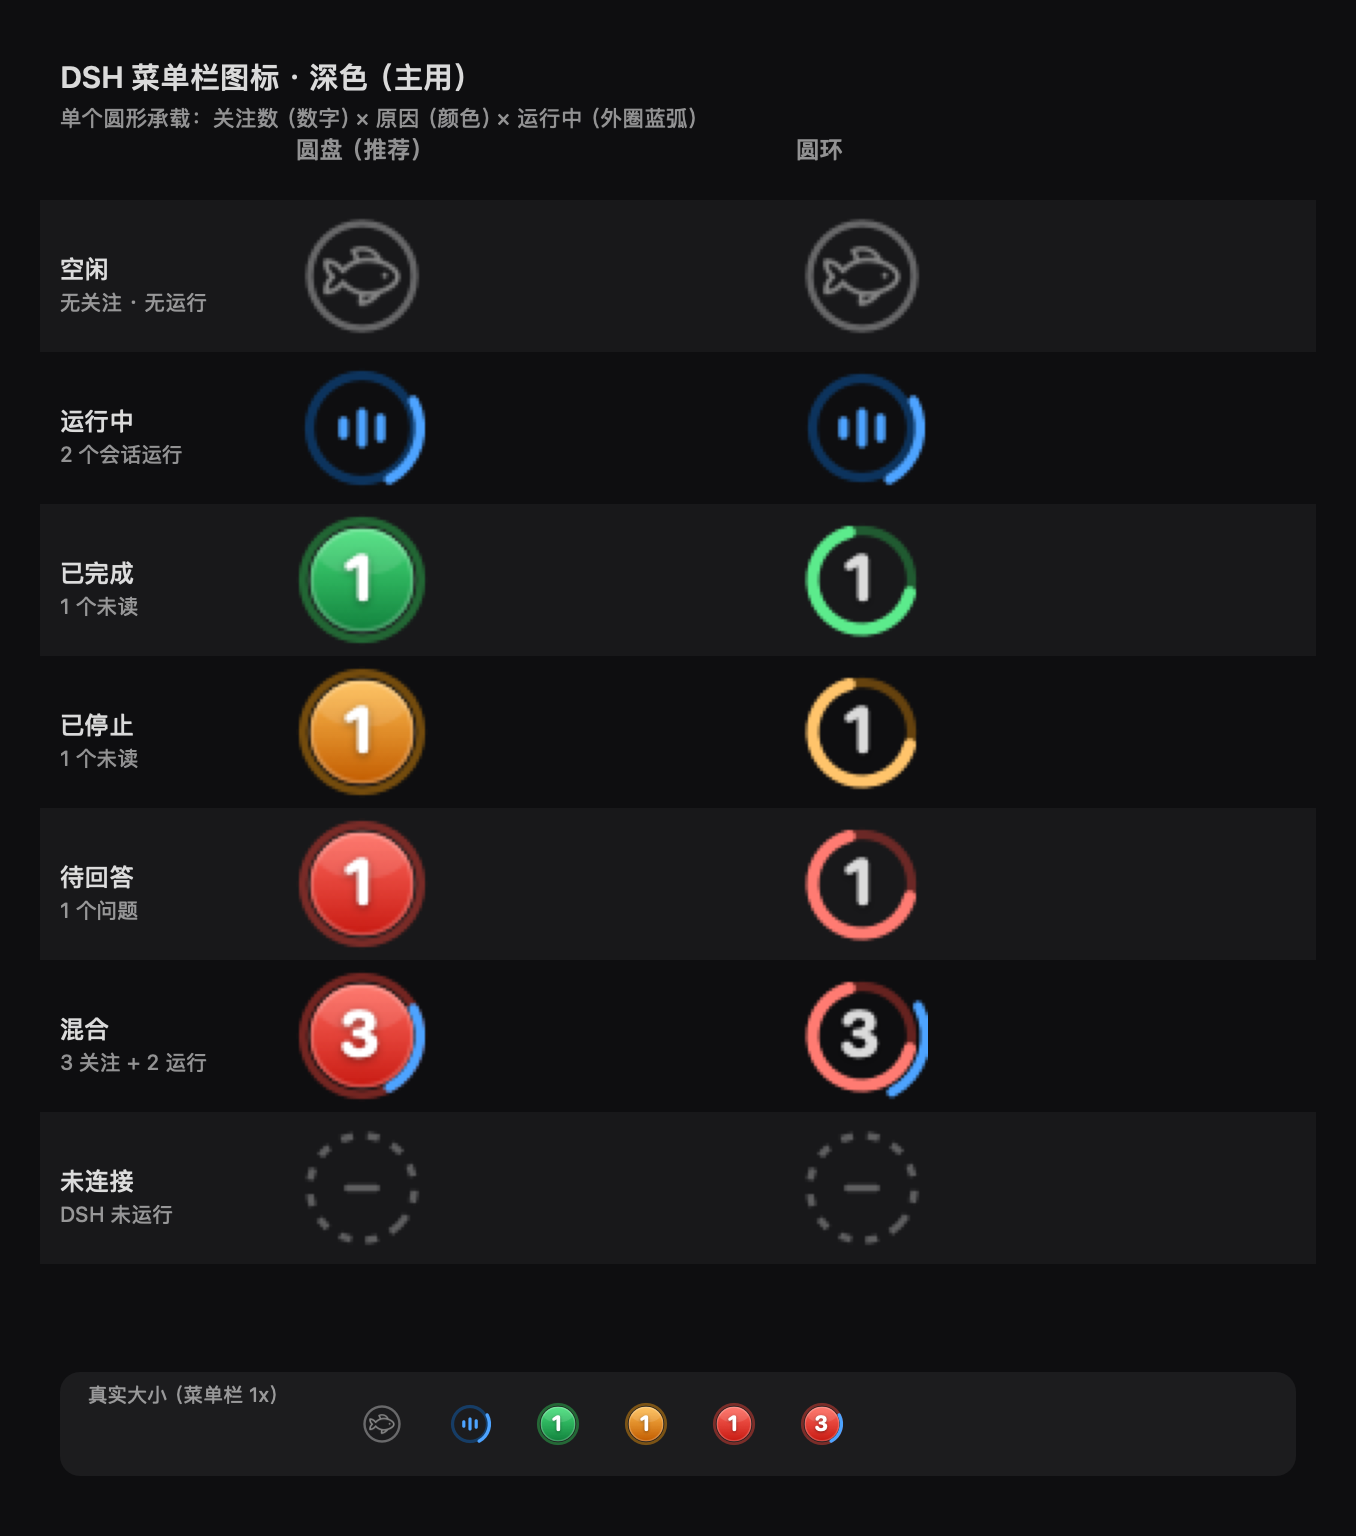 DSH 菜单栏图标 · 深色（主用）
单个圆形承载：关注数（数字）× 原因（颜色）× 运行中（外圈蓝弧）
圆盘（推荐） 圆环
空闲
无关注 · 无运行
运行中
2 个会话运行
已完成
1 个未读
1 1
已停止
1 个未读
1 1
待回答
1 个问题
1 1
混合
3 关注 + 2 运行
3 3
未连接
DSH 未运行
真实大小（菜单栏 1x）
1 1 1 3